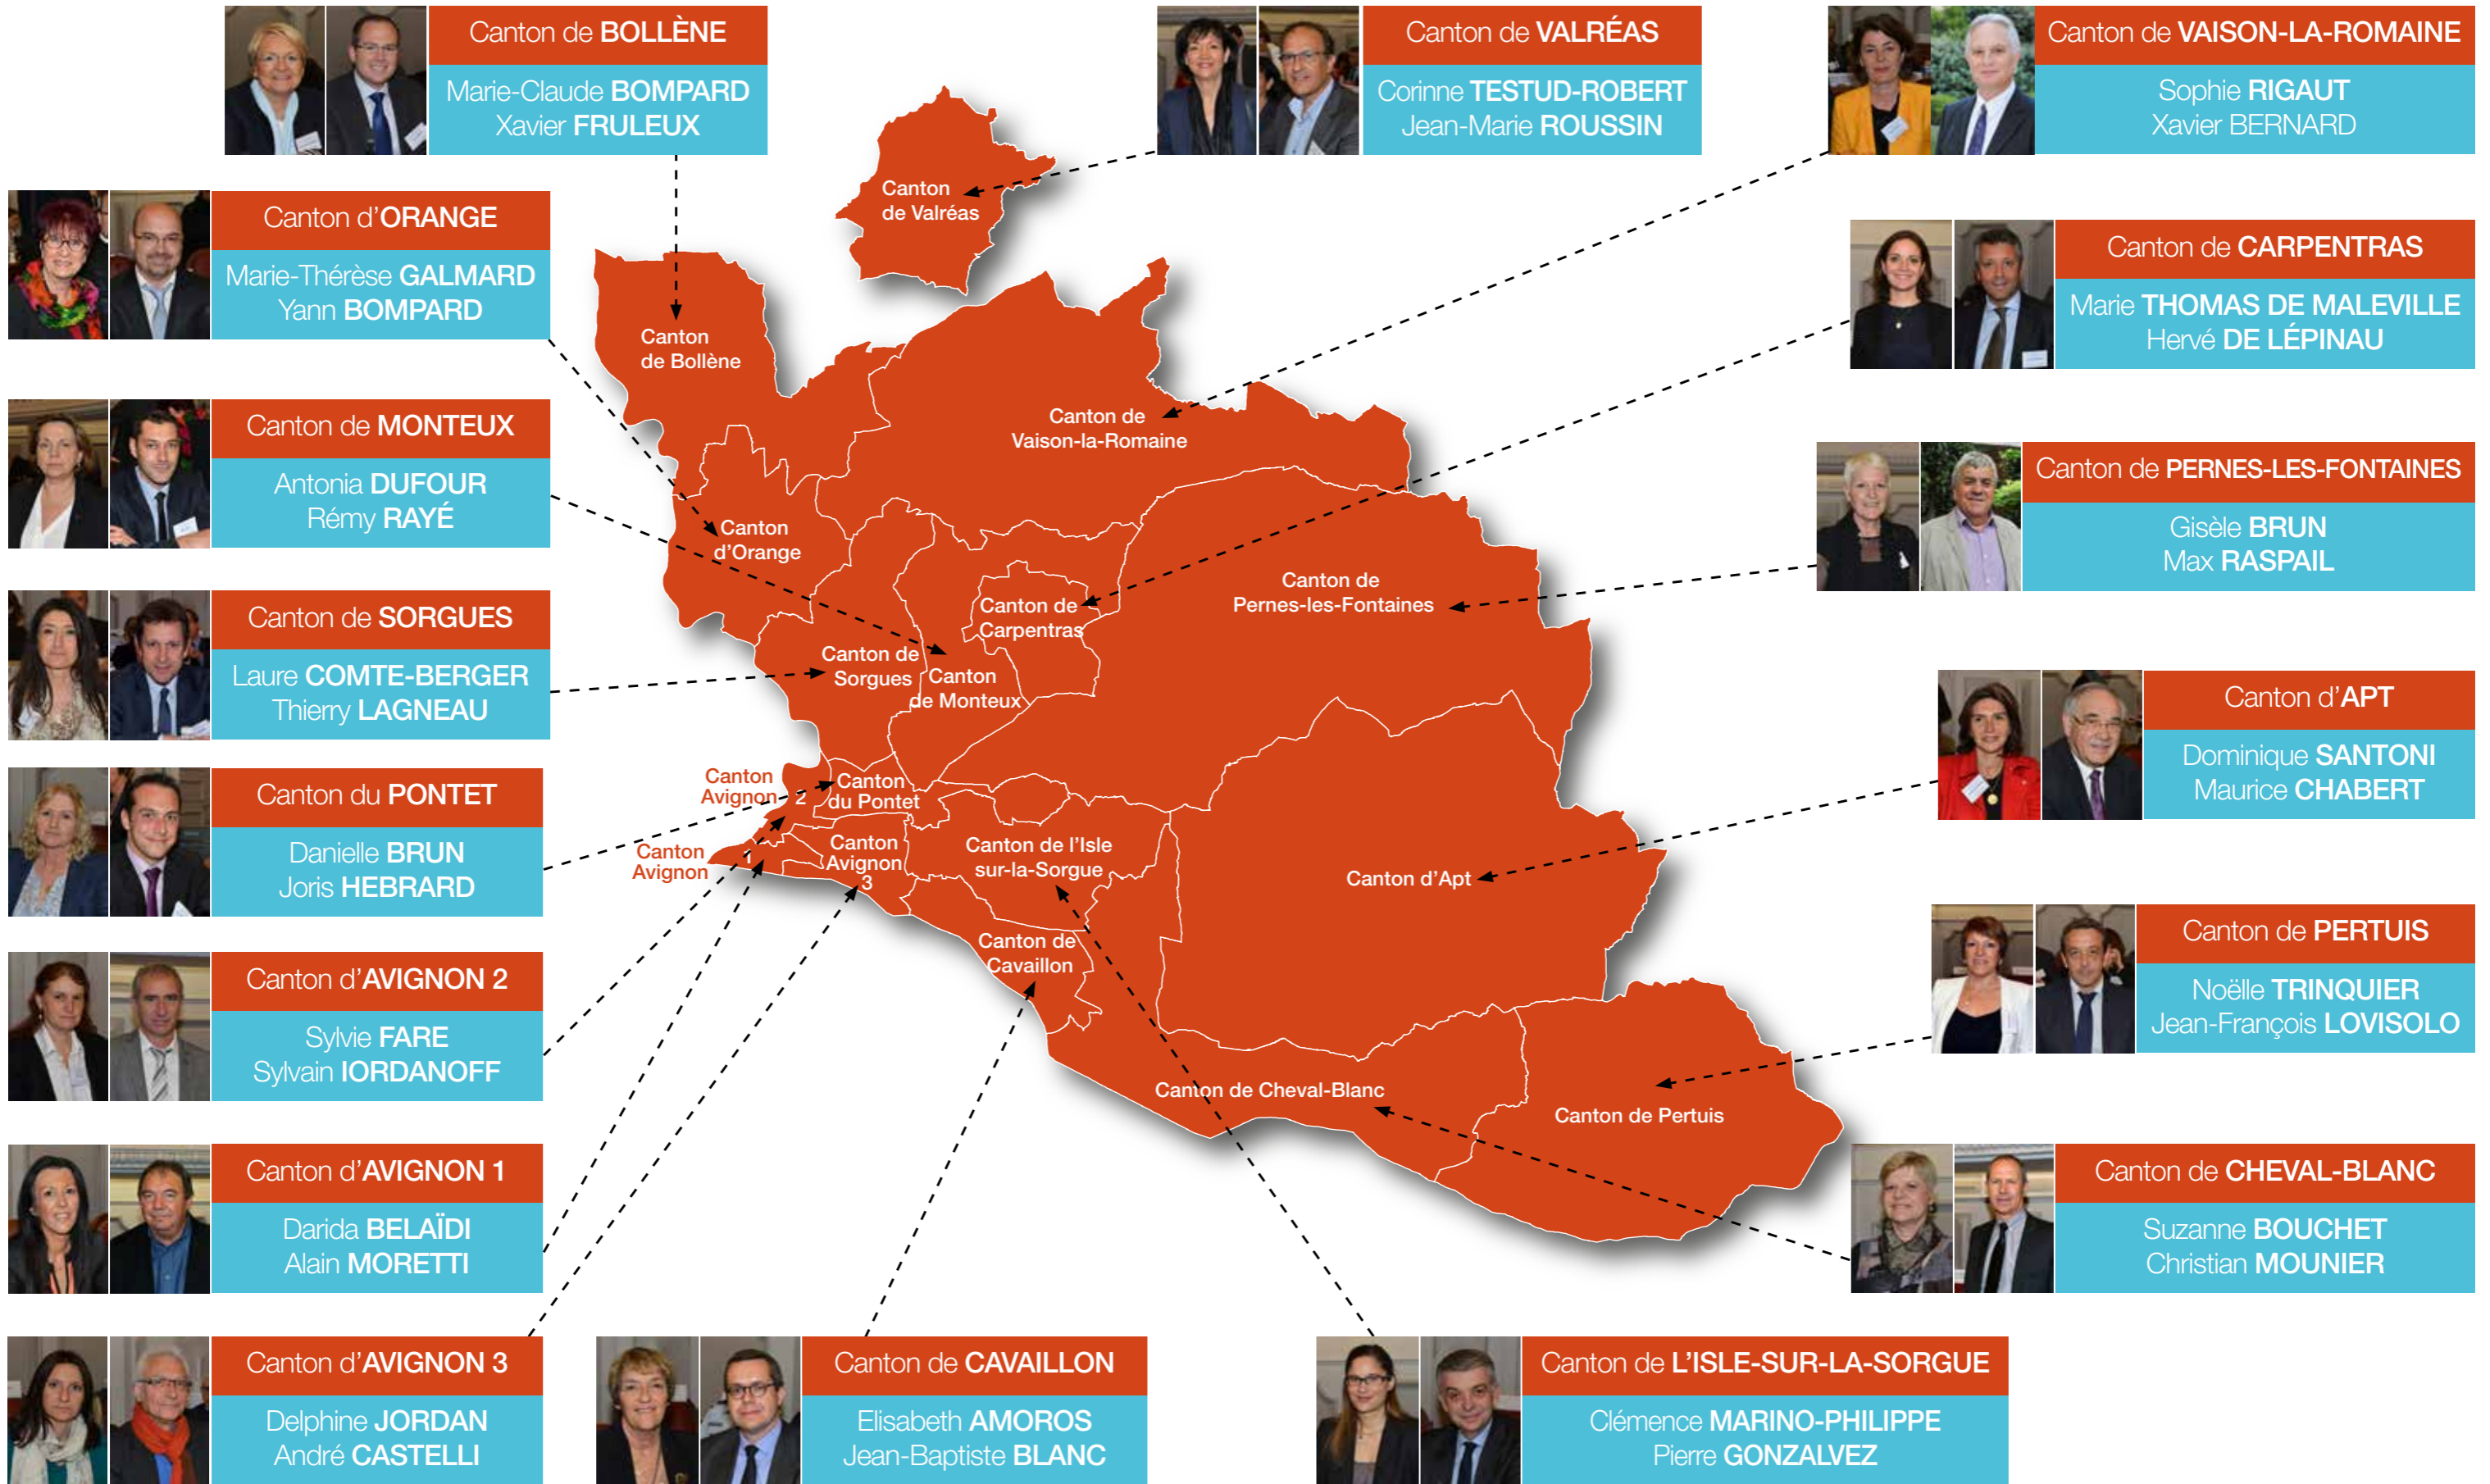 Canton de BOLLÈNE
Marie-Claude BOMPARD
Xavier FRULEUX
Canton de VALRÉAS
Corinne TESTUD-ROBERT
Jean-Marie ROUSSIN
Canton de VAISON-LA-ROMAINE
Sophie RIGAUT
Xavier BERNARD
Canton d'ORANGE
Marie-Thérèse GALMARD
Yann BOMPARD
Canton de CARPENTRAS
Marie THOMAS DE MALEVILLE
Hervé DE LÉPINAU
Canton de MONTEUX
Antonia DUFOUR
Rémy RAYÉ
Canton de PERNES-LES-FONTAINES
Gisèle BRUN
Max RASPAIL
Canton de SORGUES
Laure COMTE-BERGER
Thierry LAGNEAU
Canton d'APT
Dominique SANTONI
Maurice CHABERT
Canton du PONTET
Danielle BRUN
Joris HEBRARD
Canton de PERTUIS
Noëlle TRINQUIER
Jean-François LOVISOLO
Canton d'AVIGNON 2
Sylvie FARE
Sylvain IORDANOFF
Canton d'AVIGNON 1
Darida BELAÏDI
Alain MORETTI
Canton de CHEVAL-BLANC
Suzanne BOUCHET
Christian MOUNIER
Canton d'AVIGNON 3
Delphine JORDAN
André CASTELLI
Canton de CAVAILLON
Elisabeth AMOROS
Jean-Baptiste BLANC
Canton de L'ISLE-SUR-LA-SORGUE
Clémence MARINO-PHILIPPE
Pierre GONZALVEZ
Canton
de Valréas
Canton
de Bollène
Canton de
Vaison-la-Romaine
Canton
d'Orange
Canton de
Pernes-les-Fontaines
Canton de
Carpentras
Canton de
Sorgues
Canton
de Monteux
Canton
Avignon 2
Canton
du Pontet
Canton
Avignon
1
Canton
Avignon
3
Canton de l'Isle
sur-la-Sorgue
Canton d'Apt
Canton de
Cavaillon
Canton de Cheval-Blanc
Canton de Pertuis